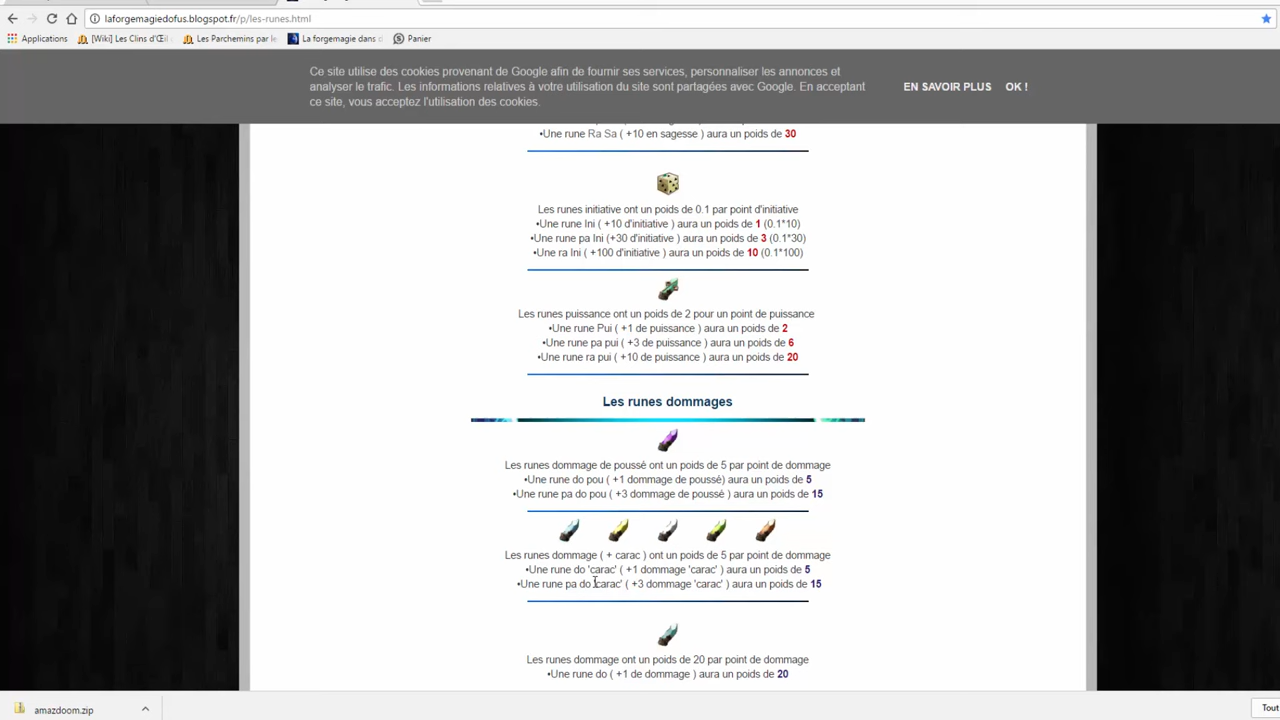 laforgemagiedofus.blogspot.fr/p/les-runes.html
Applications [Wiki] Les Clins d'Œil Les Parchemins par le La forgemagie dans d Panier
Ce site utilise des cookies provenant de Google afin de fournir ses services, personnaliser les annonces et
analyser le trafic. Les informations relatives à votre utilisation du site sont partagées avec Google. En acceptant
ce site, vous acceptez l'utilisation des cookies.
EN SAVOIR PLUS OK !
•Une rune Ra Sa ( +10 en sagesse ) aura un poids de 30
Les runes initiative ont un poids de 0.1 par point d'initiative
•Une rune Ini ( +10 d'initiative ) aura un poids de 1 (0.1*10)
•Une rune pa Ini (+30 d'initiative ) aura un poids de 3 (0.1*30)
•Une ra Ini ( +100 d'initiative ) aura un poids de 10 (0.1*100)
Les runes puissance ont un poids de 2 pour un point de puissance
•Une rune Pui ( +1 de puissance ) aura un poids de 2
•Une rune pa pui ( +3 de puissance ) aura un poids de 6
•Une rune ra pui ( +10 de puissance ) aura un poids de 20
Les runes dommages
Les runes dommage de poussé ont un poids de 5 par point de dommage
•Une rune do pou ( +1 dommage de poussé) aura un poids de 5
•Une rune pa do pou ( +3 dommage de poussé ) aura un poids de 15
Les runes dommage ( + carac ) ont un poids de 5 par point de dommage
•Une rune do 'carac' ( +1 dommage 'carac' ) aura un poids de 5
•Une rune pa do 'carac' ( +3 dommage 'carac' ) aura un poids de 15
Les runes dommage ont un poids de 20 par point de dommage
•Une rune do ( +1 de dommage ) aura un poids de 20
amazdoom.zip
Tout